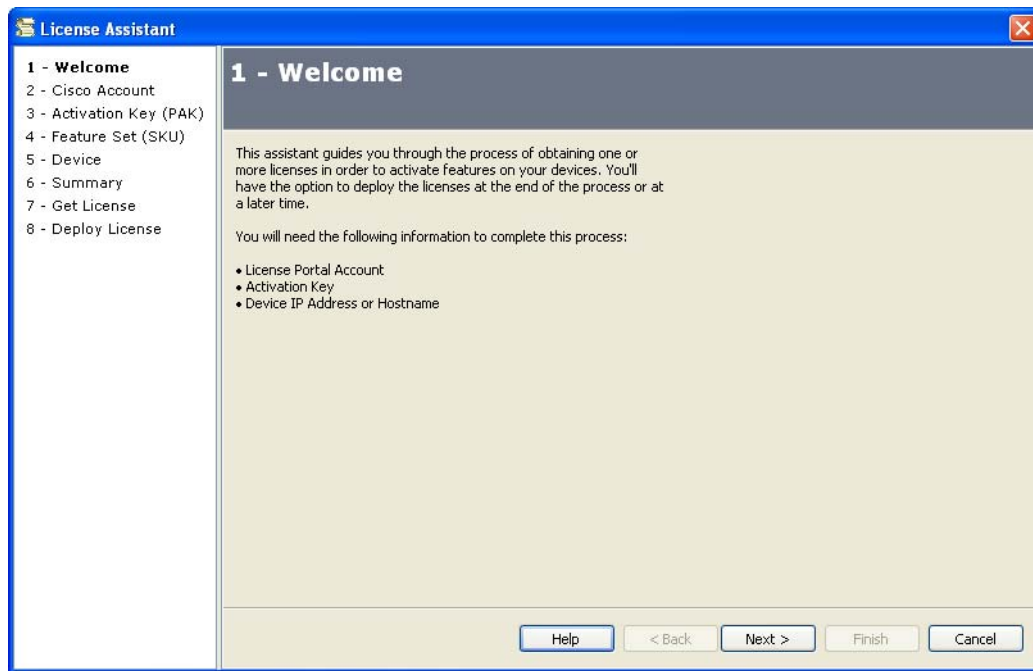 License Assistant
1 - Welcome
2 - Cisco Account
3 - Activation Key (PAK)
4 - Feature Set (SKU)
5 - Device
6 - Summary
7 - Get License
8 - Deploy License
1 - Welcome
This assistant guides you through the process of obtaining one or
more licenses in order to activate features on your devices. You'll
have the option to deploy the licenses at the end of the process or at
a later time.
You will need the following information to complete this process:
• License Portal Account
• Activation Key
• Device IP Address or Hostname
Help
< Back
Next >
Finish
Cancel